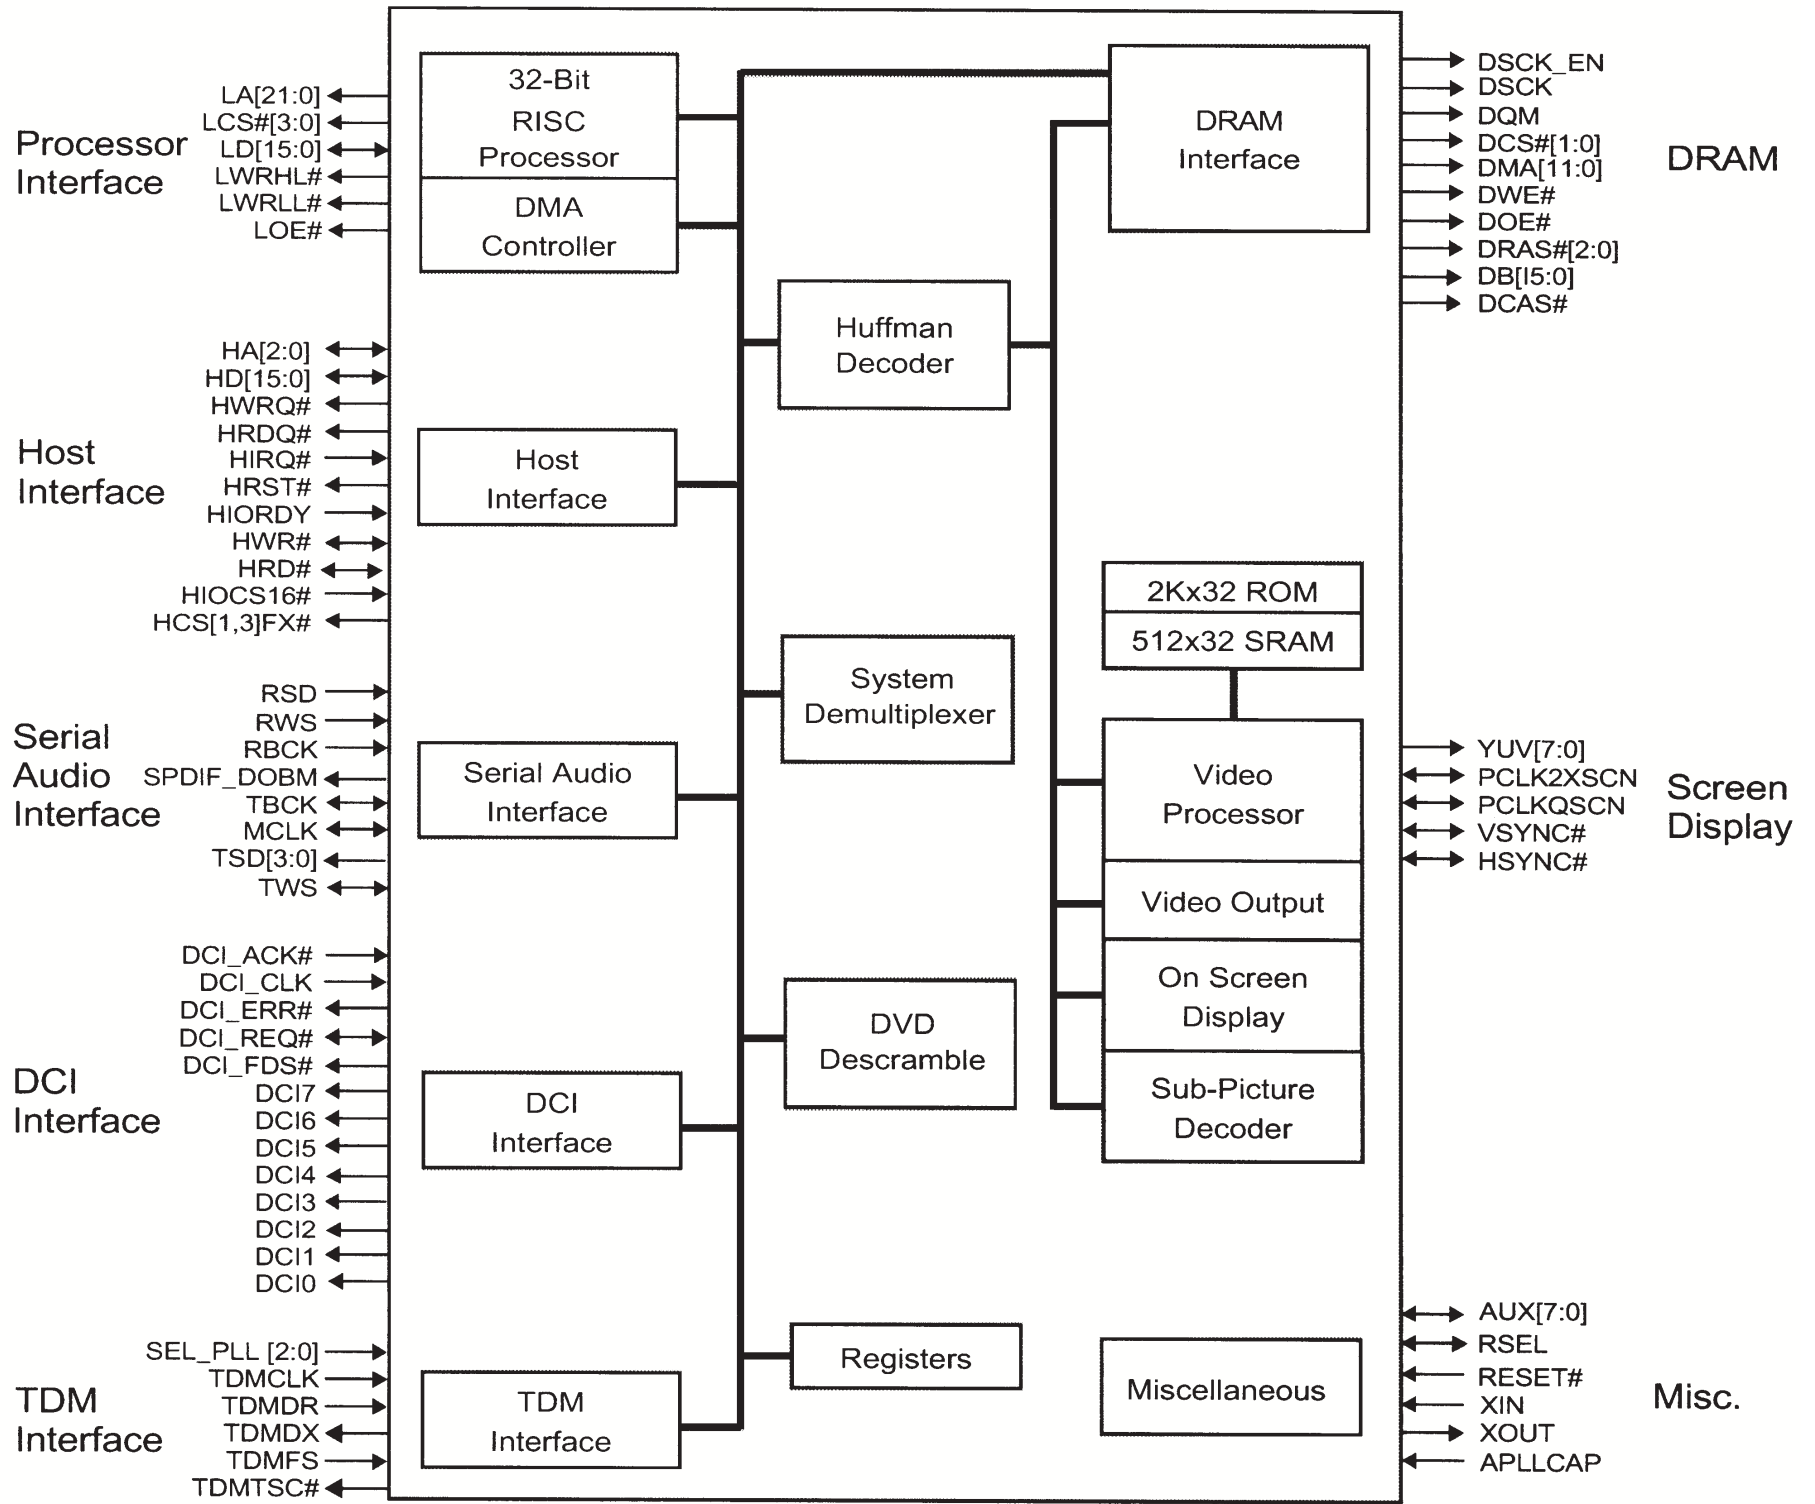 Processor
Interface
LA[21:0]
LCS#[3:0]
LD[15:0]
LWRHL#
LWRLL#
LOE#
Host
Interface
HA[2:0]
HD[15:0]
HWRQ#
HRDQ#
HIRQ#
HRST#
HIORDY
HWR#
HRD#
HIOCS16#
HCS[1,3]FX#
Serial
Audio
Interface
RSD
RWS
RBCK
SPDIF_DOBM
TBCK
MCLK
TSD[3:0]
TWS
DCI
Interface
DCI_ACK#
DCI_CLK
DCI_ERR#
DCI_REQ#
DCI_FDS#
DCI7
DCI6
DCI5
DCI4
DCI3
DCI2
DCI1
DCI0
TDM
Interface
SEL_PLL [2:0]
TDMCLK
TDMDR
TDMDX
TDMFS
TDMTSC#
32-Bit
RISC
Processor
DMA
Controller
Host
Interface
Serial Audio
Interface
DCI
Interface
TDM
Interface
Huffman
Decoder
System
Demultiplexer
DVD
Descramble
Registers
DRAM
Interface
2Kx32 ROM
512x32 SRAM
Video
Processor
Video Output
On Screen
Display
Sub-Picture
Decoder
Miscellaneous
DSCK_EN
DSCK
DQM
DCS#[1:0]
DMA[11:0]
DWE#
DOE#
DRAS#[2:0]
DB[I5:0]
DCAS#
DRAM
YUV[7:0]
PCLK2XSCN
PCLKQSCN
VSYNC#
HSYNC#
Screen
Display
AUX[7:0]
RSEL
RESET#
XIN
XOUT
APLLCAP
Misc.